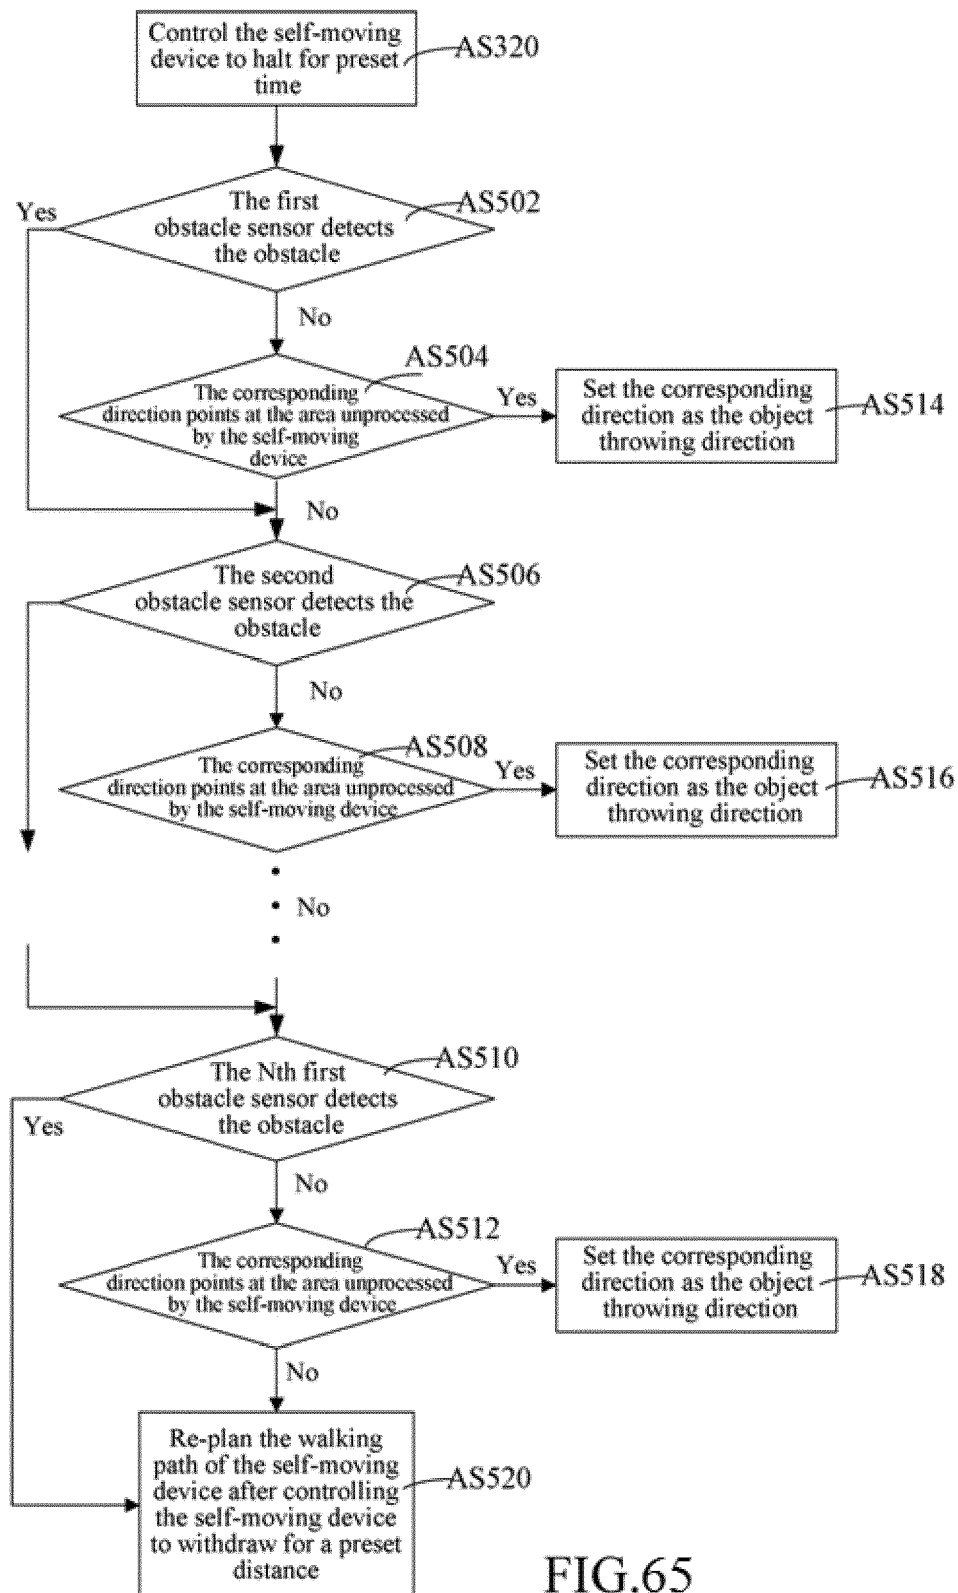 Control the self-moving
device to halt for preset
time
AS320
The first
obstacle sensor detects
the obstacle
AS502
Yes
No
The corresponding
direction points at the area unprocessed
by the self-moving
device
AS504
Yes
Set the corresponding
direction as the object
throwing direction
AS514
No
The second
obstacle sensor detects the
obstacle
AS506
No
The corresponding
direction points at the area unprocessed
by the self-moving device
AS508
Yes
Set the corresponding
direction as the object
throwing direction
AS516
No
The Nth first
obstacle sensor detects
the obstacle
AS510
Yes
No
The corresponding
direction points at the area unprocessed
by the self-moving device
AS512
Yes
Set the corresponding
direction as the object
throwing direction
AS518
No
Re-plan the walking
path of the self-moving
device after controlling
the self-moving device
to withdraw for a preset
distance
AS520
FIG.65